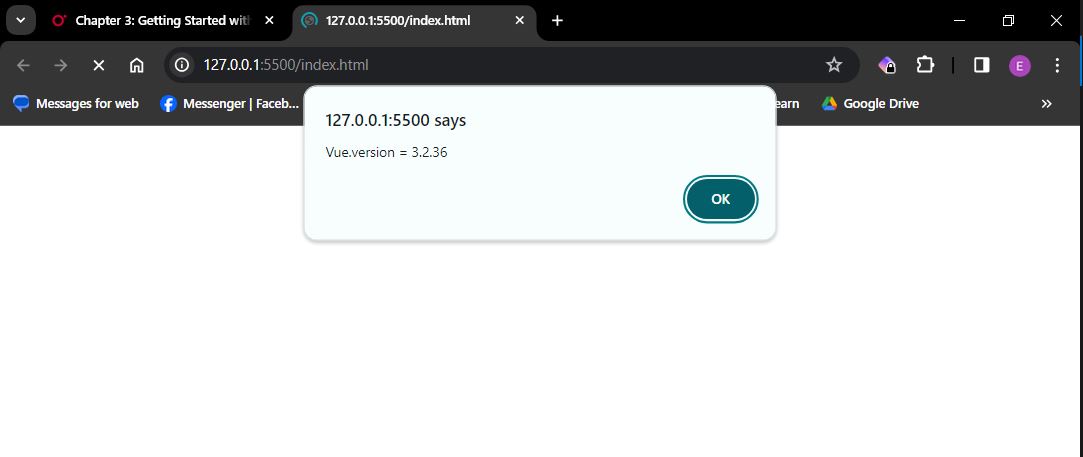 Chapter 3: Getting Started with
127.0.0.1:5500/index.html
127.0.0.1:5500/index.html
E
Messages for web
Messenger | Faceb...
earn
Google Drive
127.0.0.1:5500 says
Vue.version = 3.2.36
OK